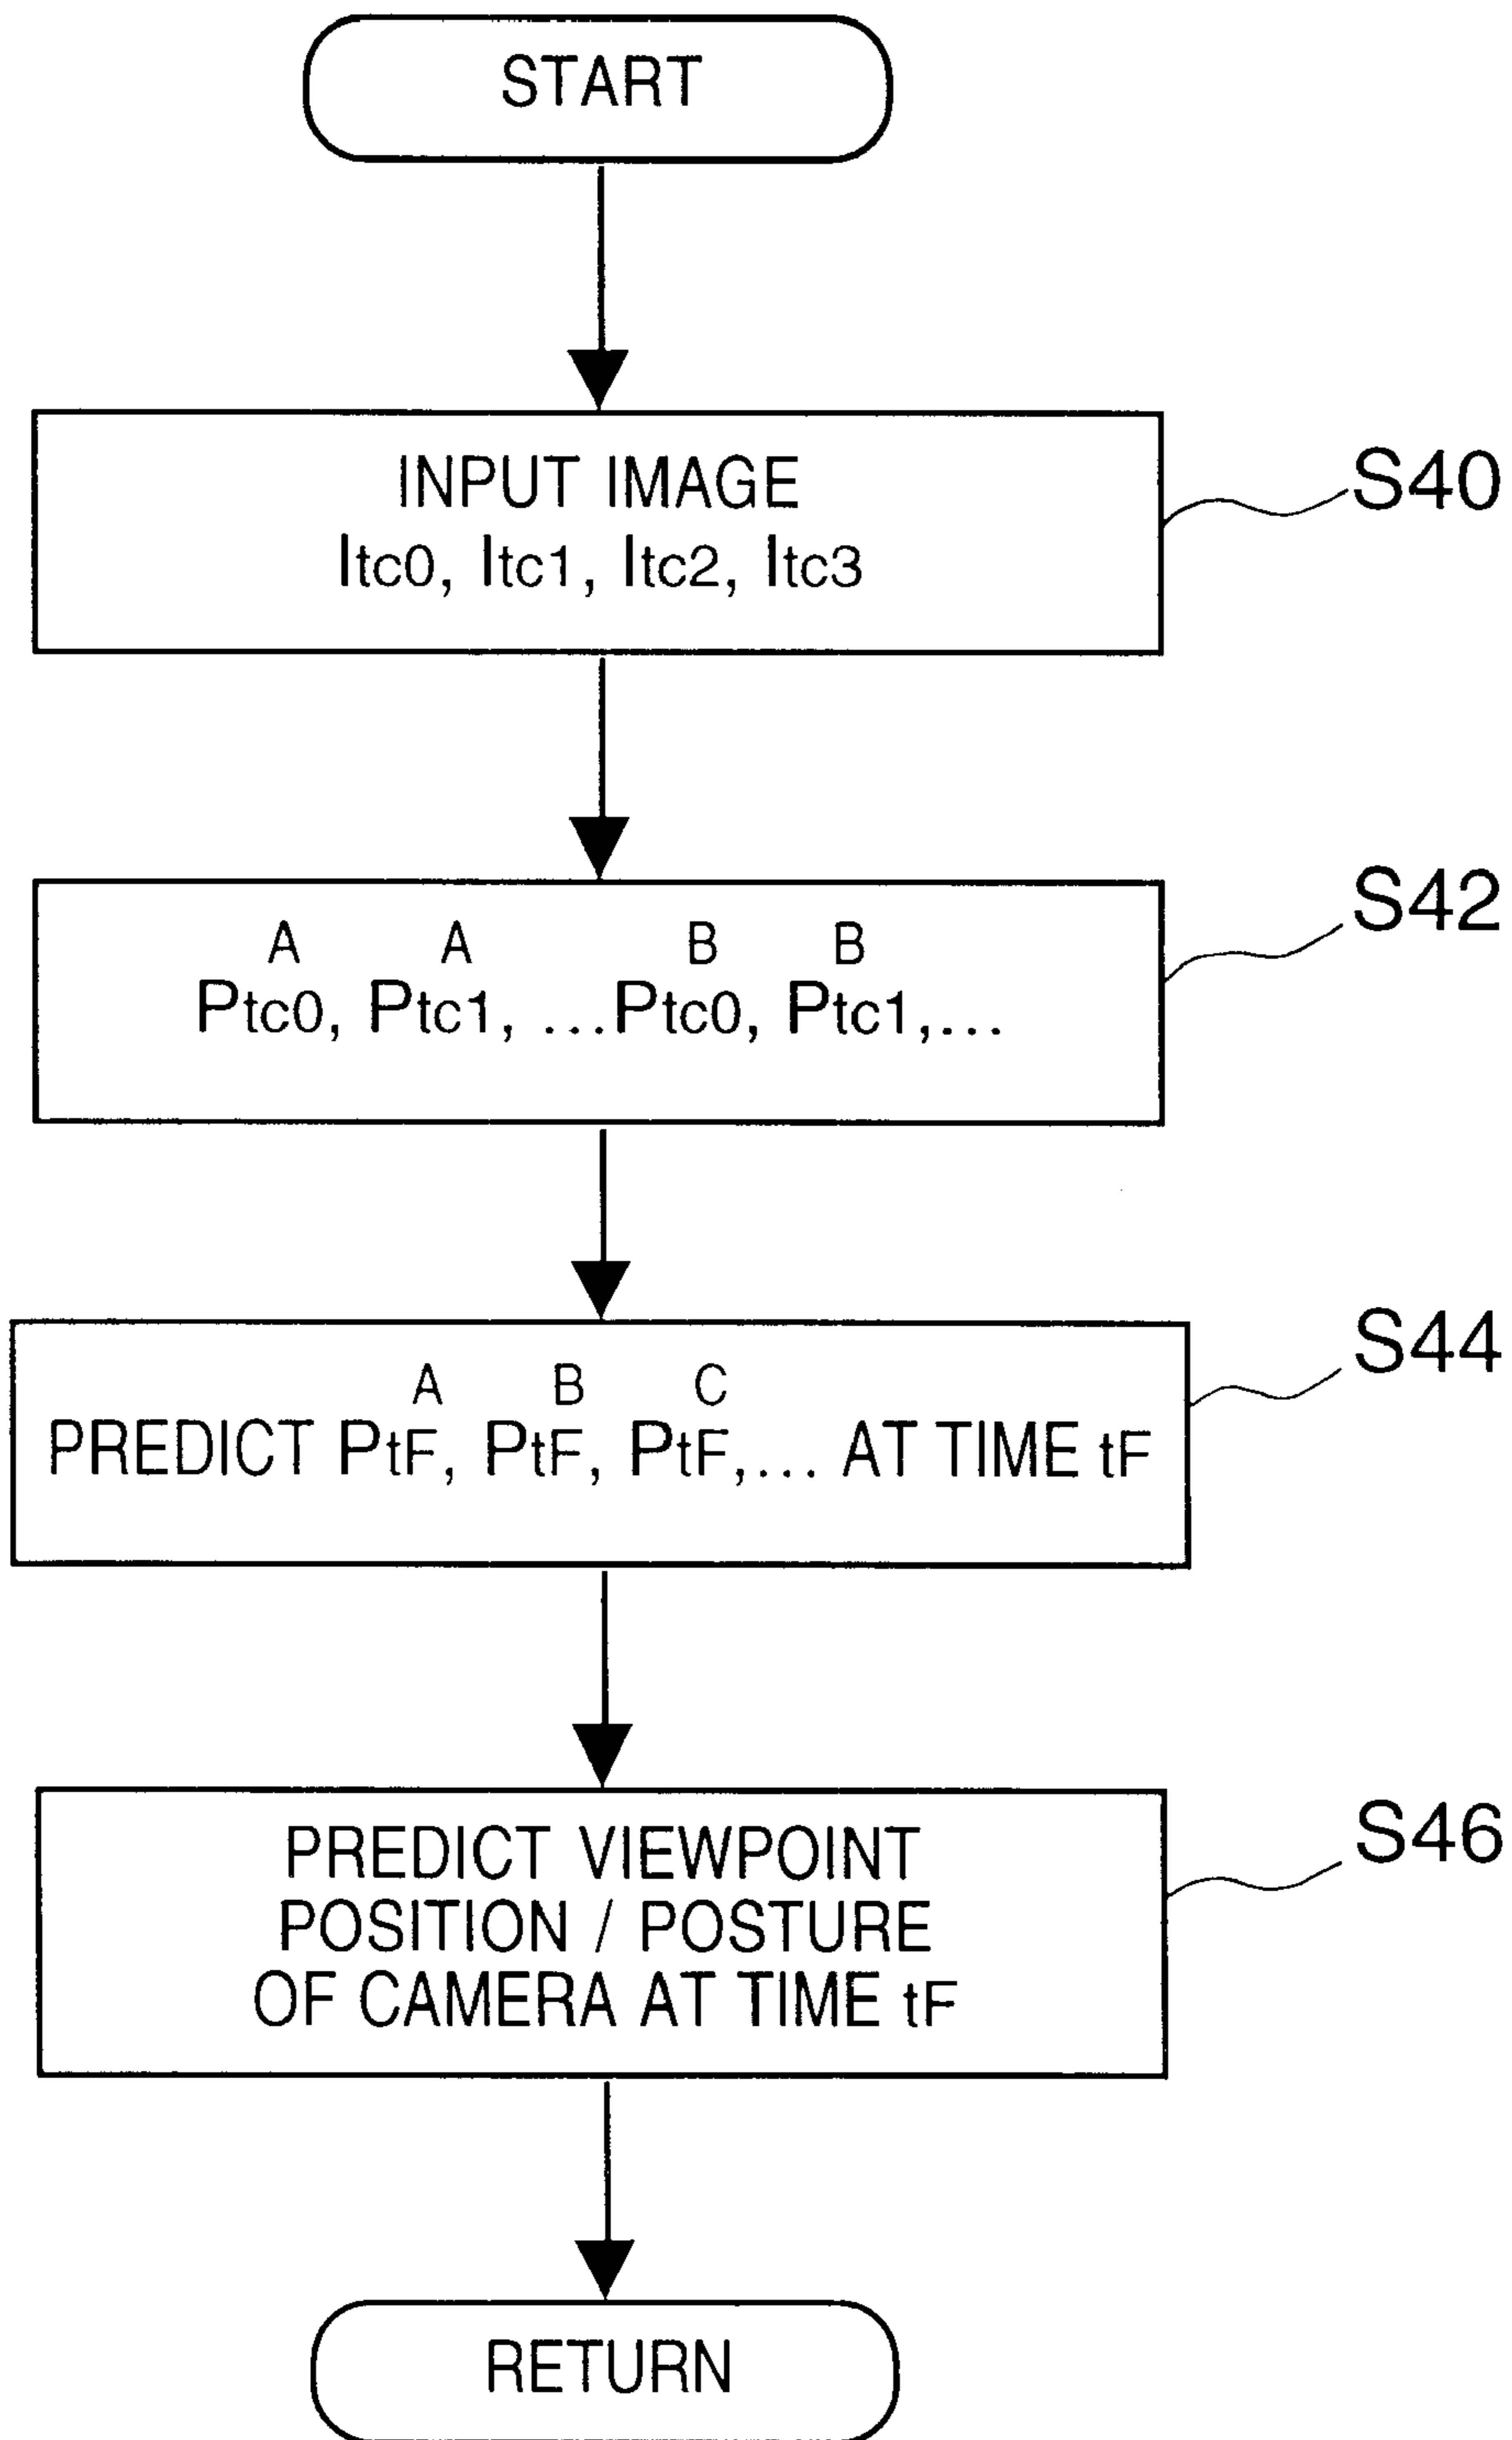 START
INPUT IMAGE
Itc0, Itc1, Itc2, Itc3
S40
A A B B
Ptc0, Ptc1, ...Ptc0, Ptc1,...
S42
A B C
PREDICT PtF, PtF, PtF,... AT TIME tF
S44
PREDICT VIEWPOINT
POSITION / POSTURE
OF CAMERA AT TIME tF
S46
RETURN